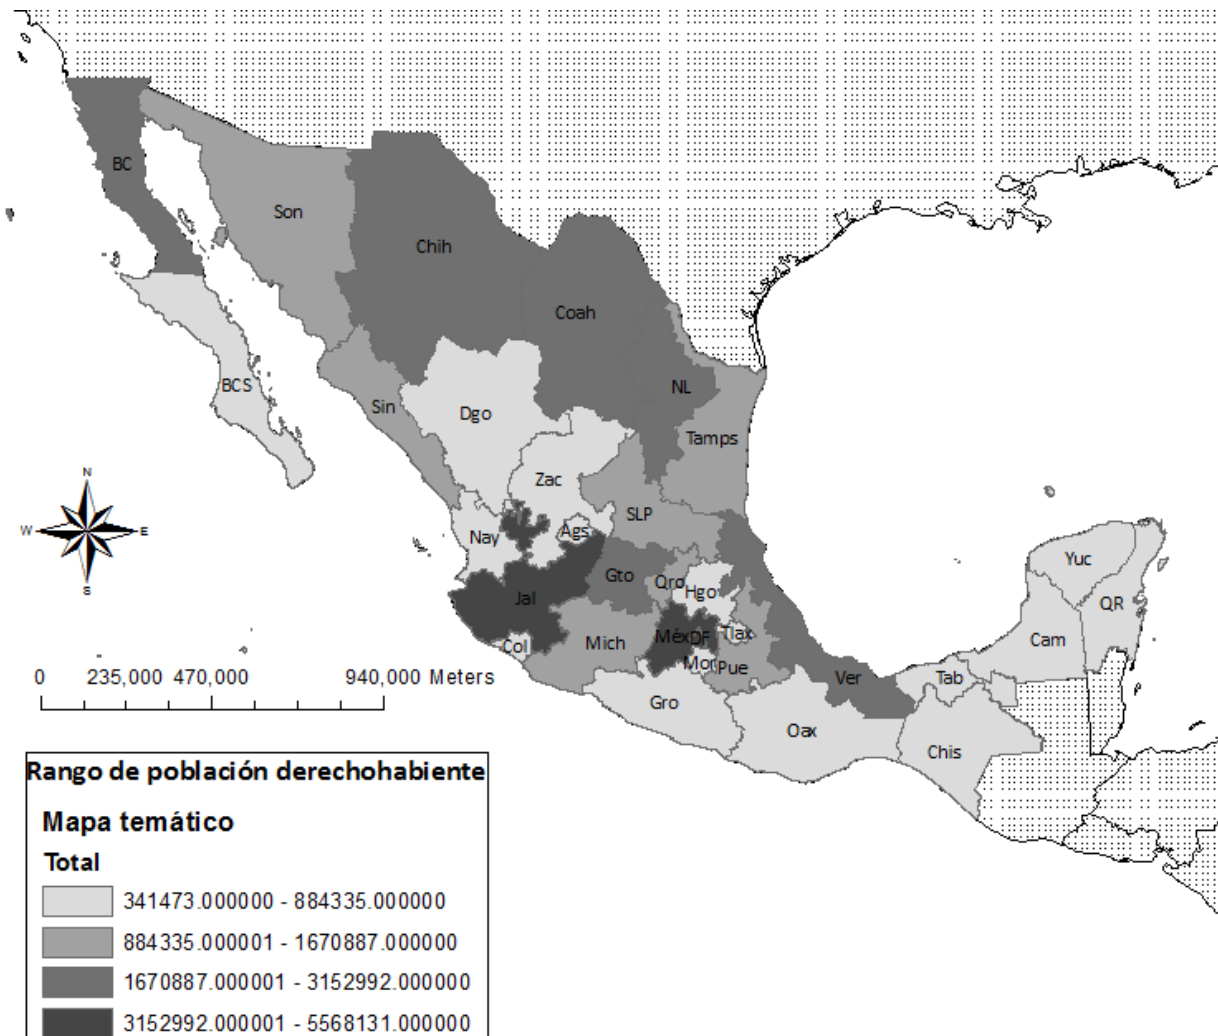 BC
Son
Chih
Coah
BCS
NL
Sin
Dgo
Tamps
Zac
N
W
E
S
SLP
Nay
Ags
Yuc
Gto
Qro
Hgo
QR
Jal
Méx
DF
Tlax
Cam
Col
Mich
Mor
Pue
Ver
Tab
0 235,000 470,000 940,000 Meters
Gro
Oax
Chis
Rango de población derechohabiente
Mapa temático
Total
341473.000000 - 884335.000000
884335.000001 - 1670887.000000
1670887.000001 - 3152992.000000
3152992.000001 - 5568131.000000